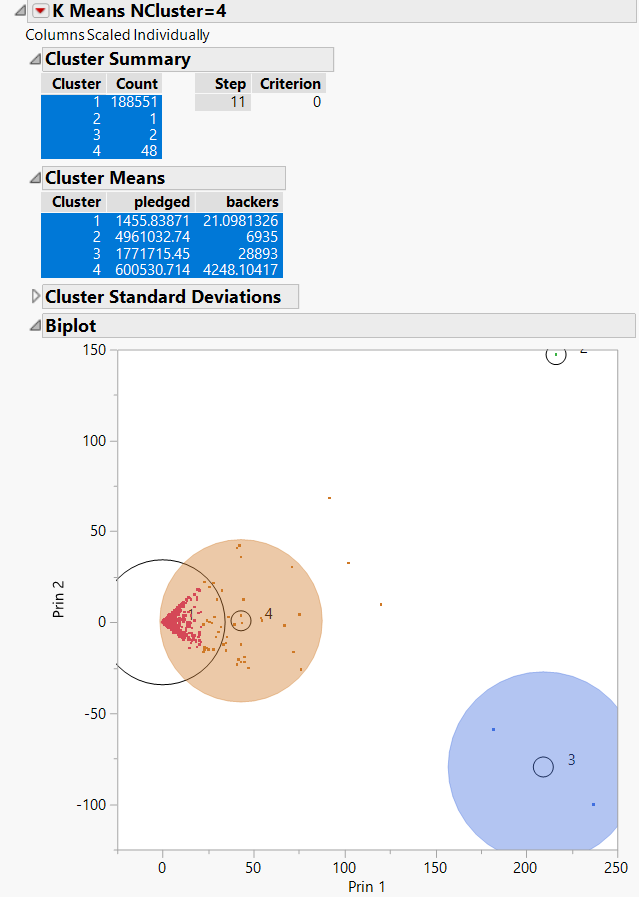 K Means NCluster=4
Columns Scaled Individually
Cluster Summary
Cluster Count Step Criterion
1 188551 11 0
2 1
3 2
4 48
Cluster Means
Cluster pledged backers
1 1455.83871 21.0981326
2 4961032.74 6935
3 1771715.45 28893
4 600530.714 4248.10417
Cluster Standard Deviations
Biplot
150
100
50
0
-50
-100
Prin 2
1
4
3
0 50 100 150 200 250
Prin 1